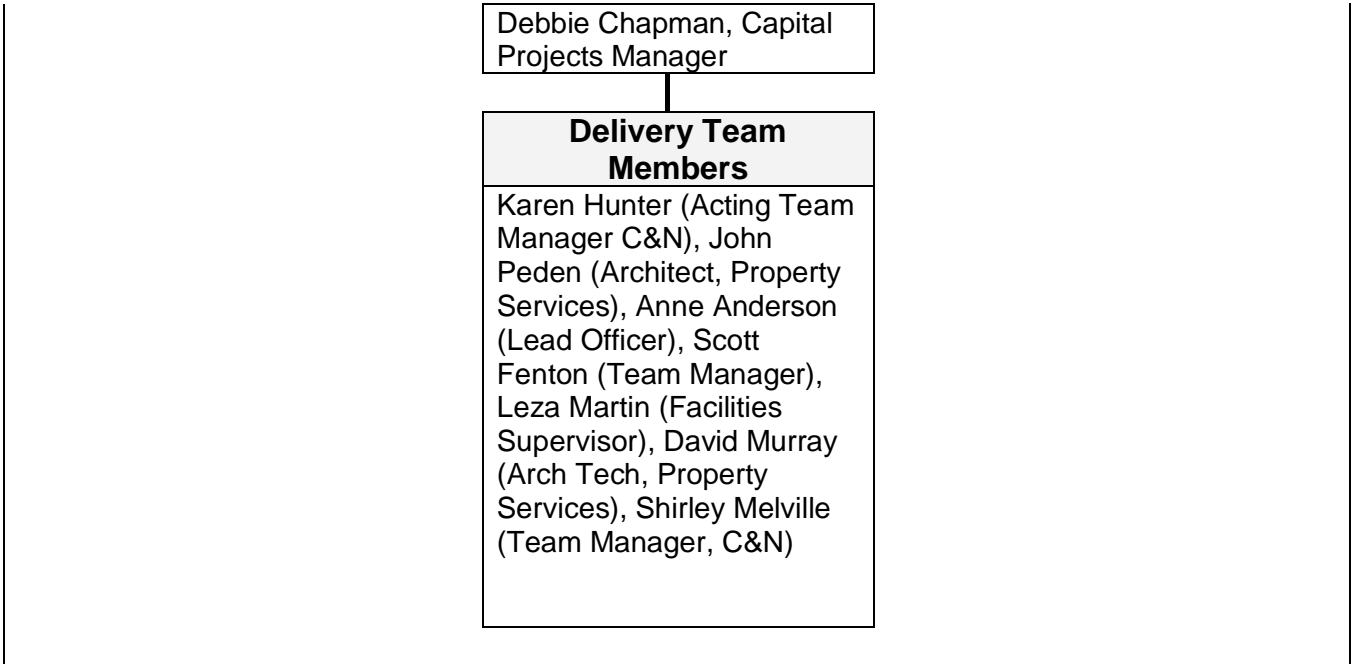 Debbie Chapman, Capital
Projects Manager
Delivery Team
Members
Karen Hunter (Acting Team
Manager C&N), John
Peden (Architect, Property
Services), Anne Anderson
(Lead Officer), Scott
Fenton (Team Manager),
Leza Martin (Facilities
Supervisor), David Murray
(Arch Tech, Property
Services), Shirley Melville
(Team Manager, C&N)